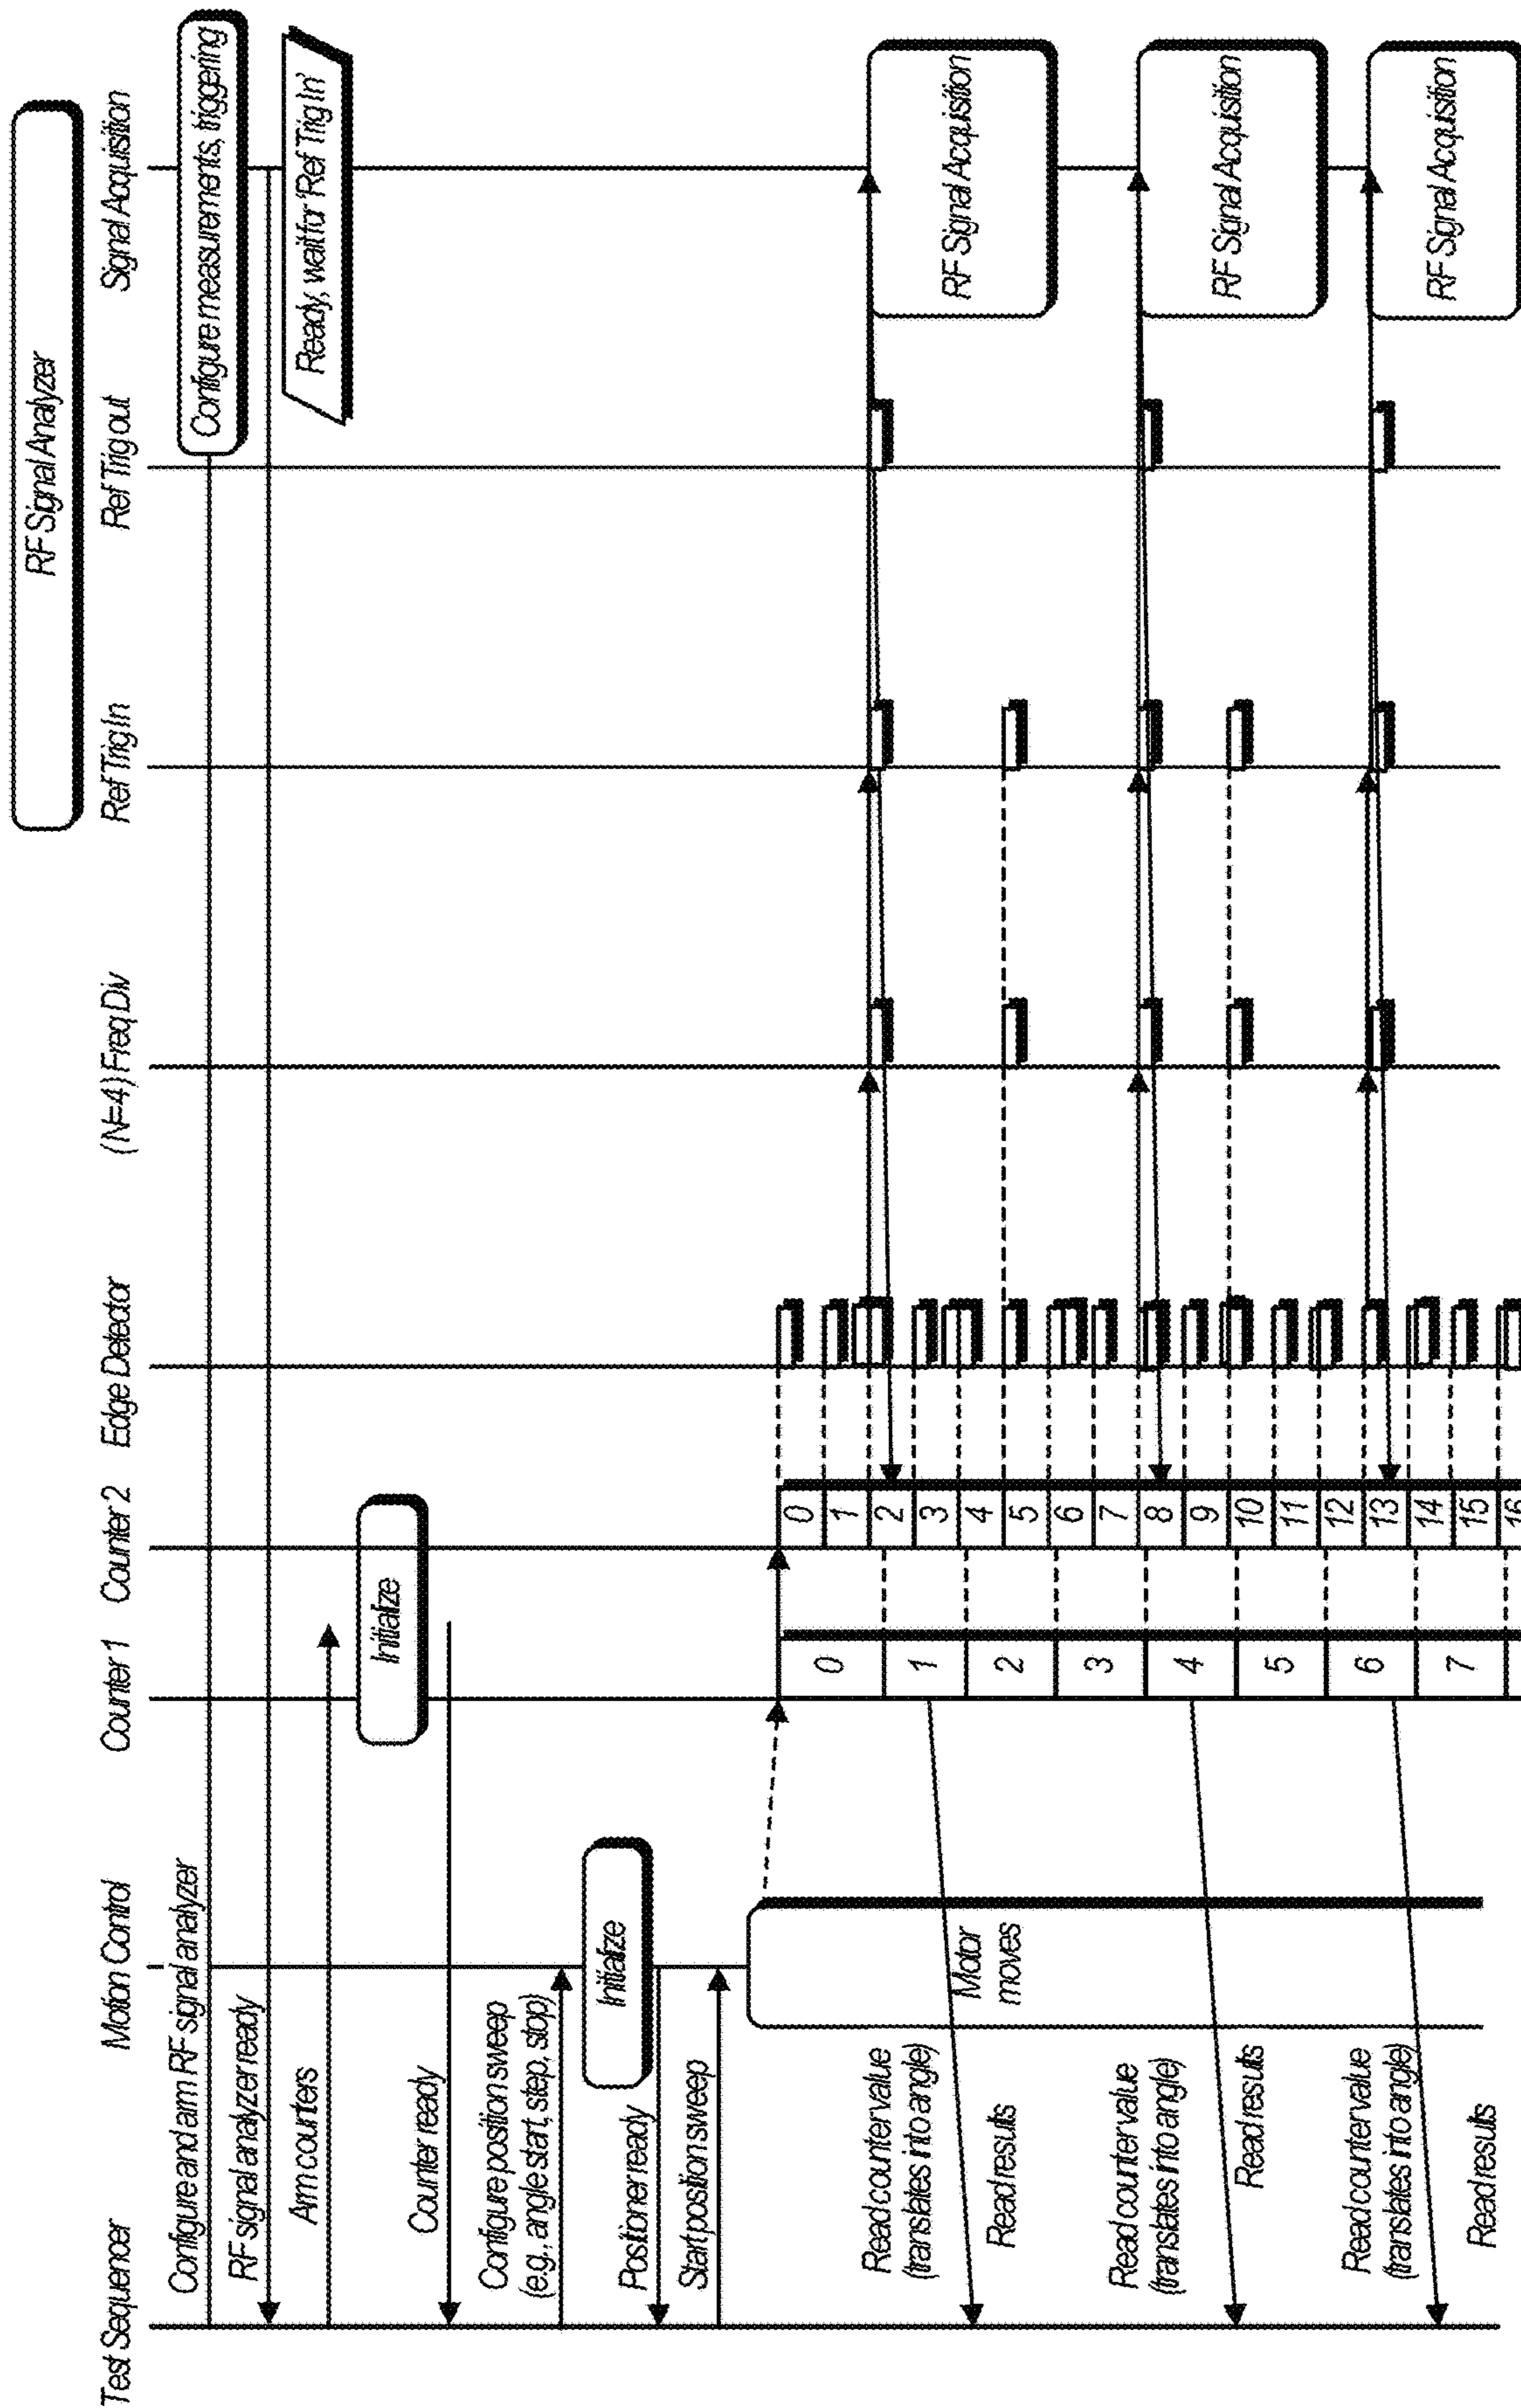 RF Signal Analyzer
Test Sequencer
Motion Control
Counter 1
Counter 2
Edge Detector
(N=4) Freq Div
Ref Trig In
Ref Trig out
Signal Acquisition
Configure and arm RF signal analyzer
Configure measurements, triggering
RF signal analyzer ready
Ready, wait for 'Ref Trig In'
Arm counters
Initialize
Counter ready
Configure position sweep
(e.g., angle start, step, stop)
Initialize
Positioner ready
Start position sweep
Motor
moves
0
1
2
3
4
5
6
7
0
1
2
3
4
5
6
7
8
9
10
11
12
13
14
15
16
RF Signal Acquisition
Read counter value
(translates into angle)
Read results
RF Signal Acquisition
Read counter value
(translates into angle)
Read results
RF Signal Acquisition
Read counter value
(translates into angle)
Read results